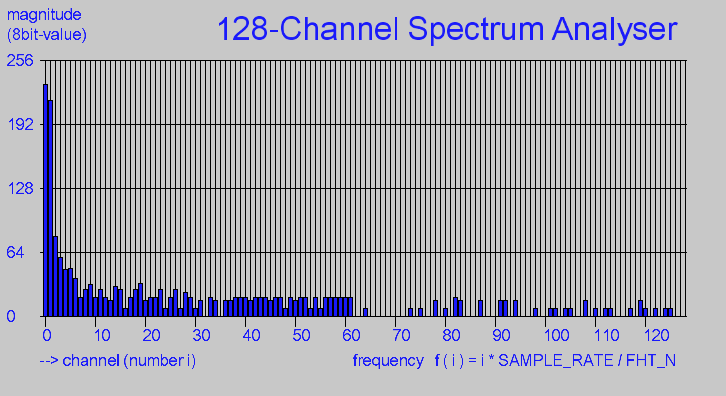 magnitude
(8bit-value)
128-Channel Spectrum Analyser
256
192
128
64
0
0 10 20 30 40 50 60 70 80 90 100 110 120
--> channel (number i) frequency f ( i ) = i * SAMPLE_RATE / FHT_N